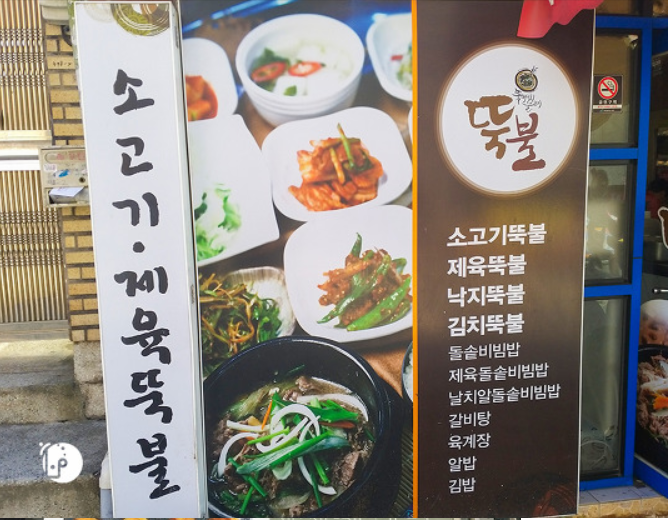 소고기·제육뚝불
뚝불
소고기뚝불
제육뚝불
낙지뚝불
김치뚝불
돌솥비빔밥
제육돌솥비빔밥
날치알돌솥비빔밥
갈비탕
육계장
알밥
김밥